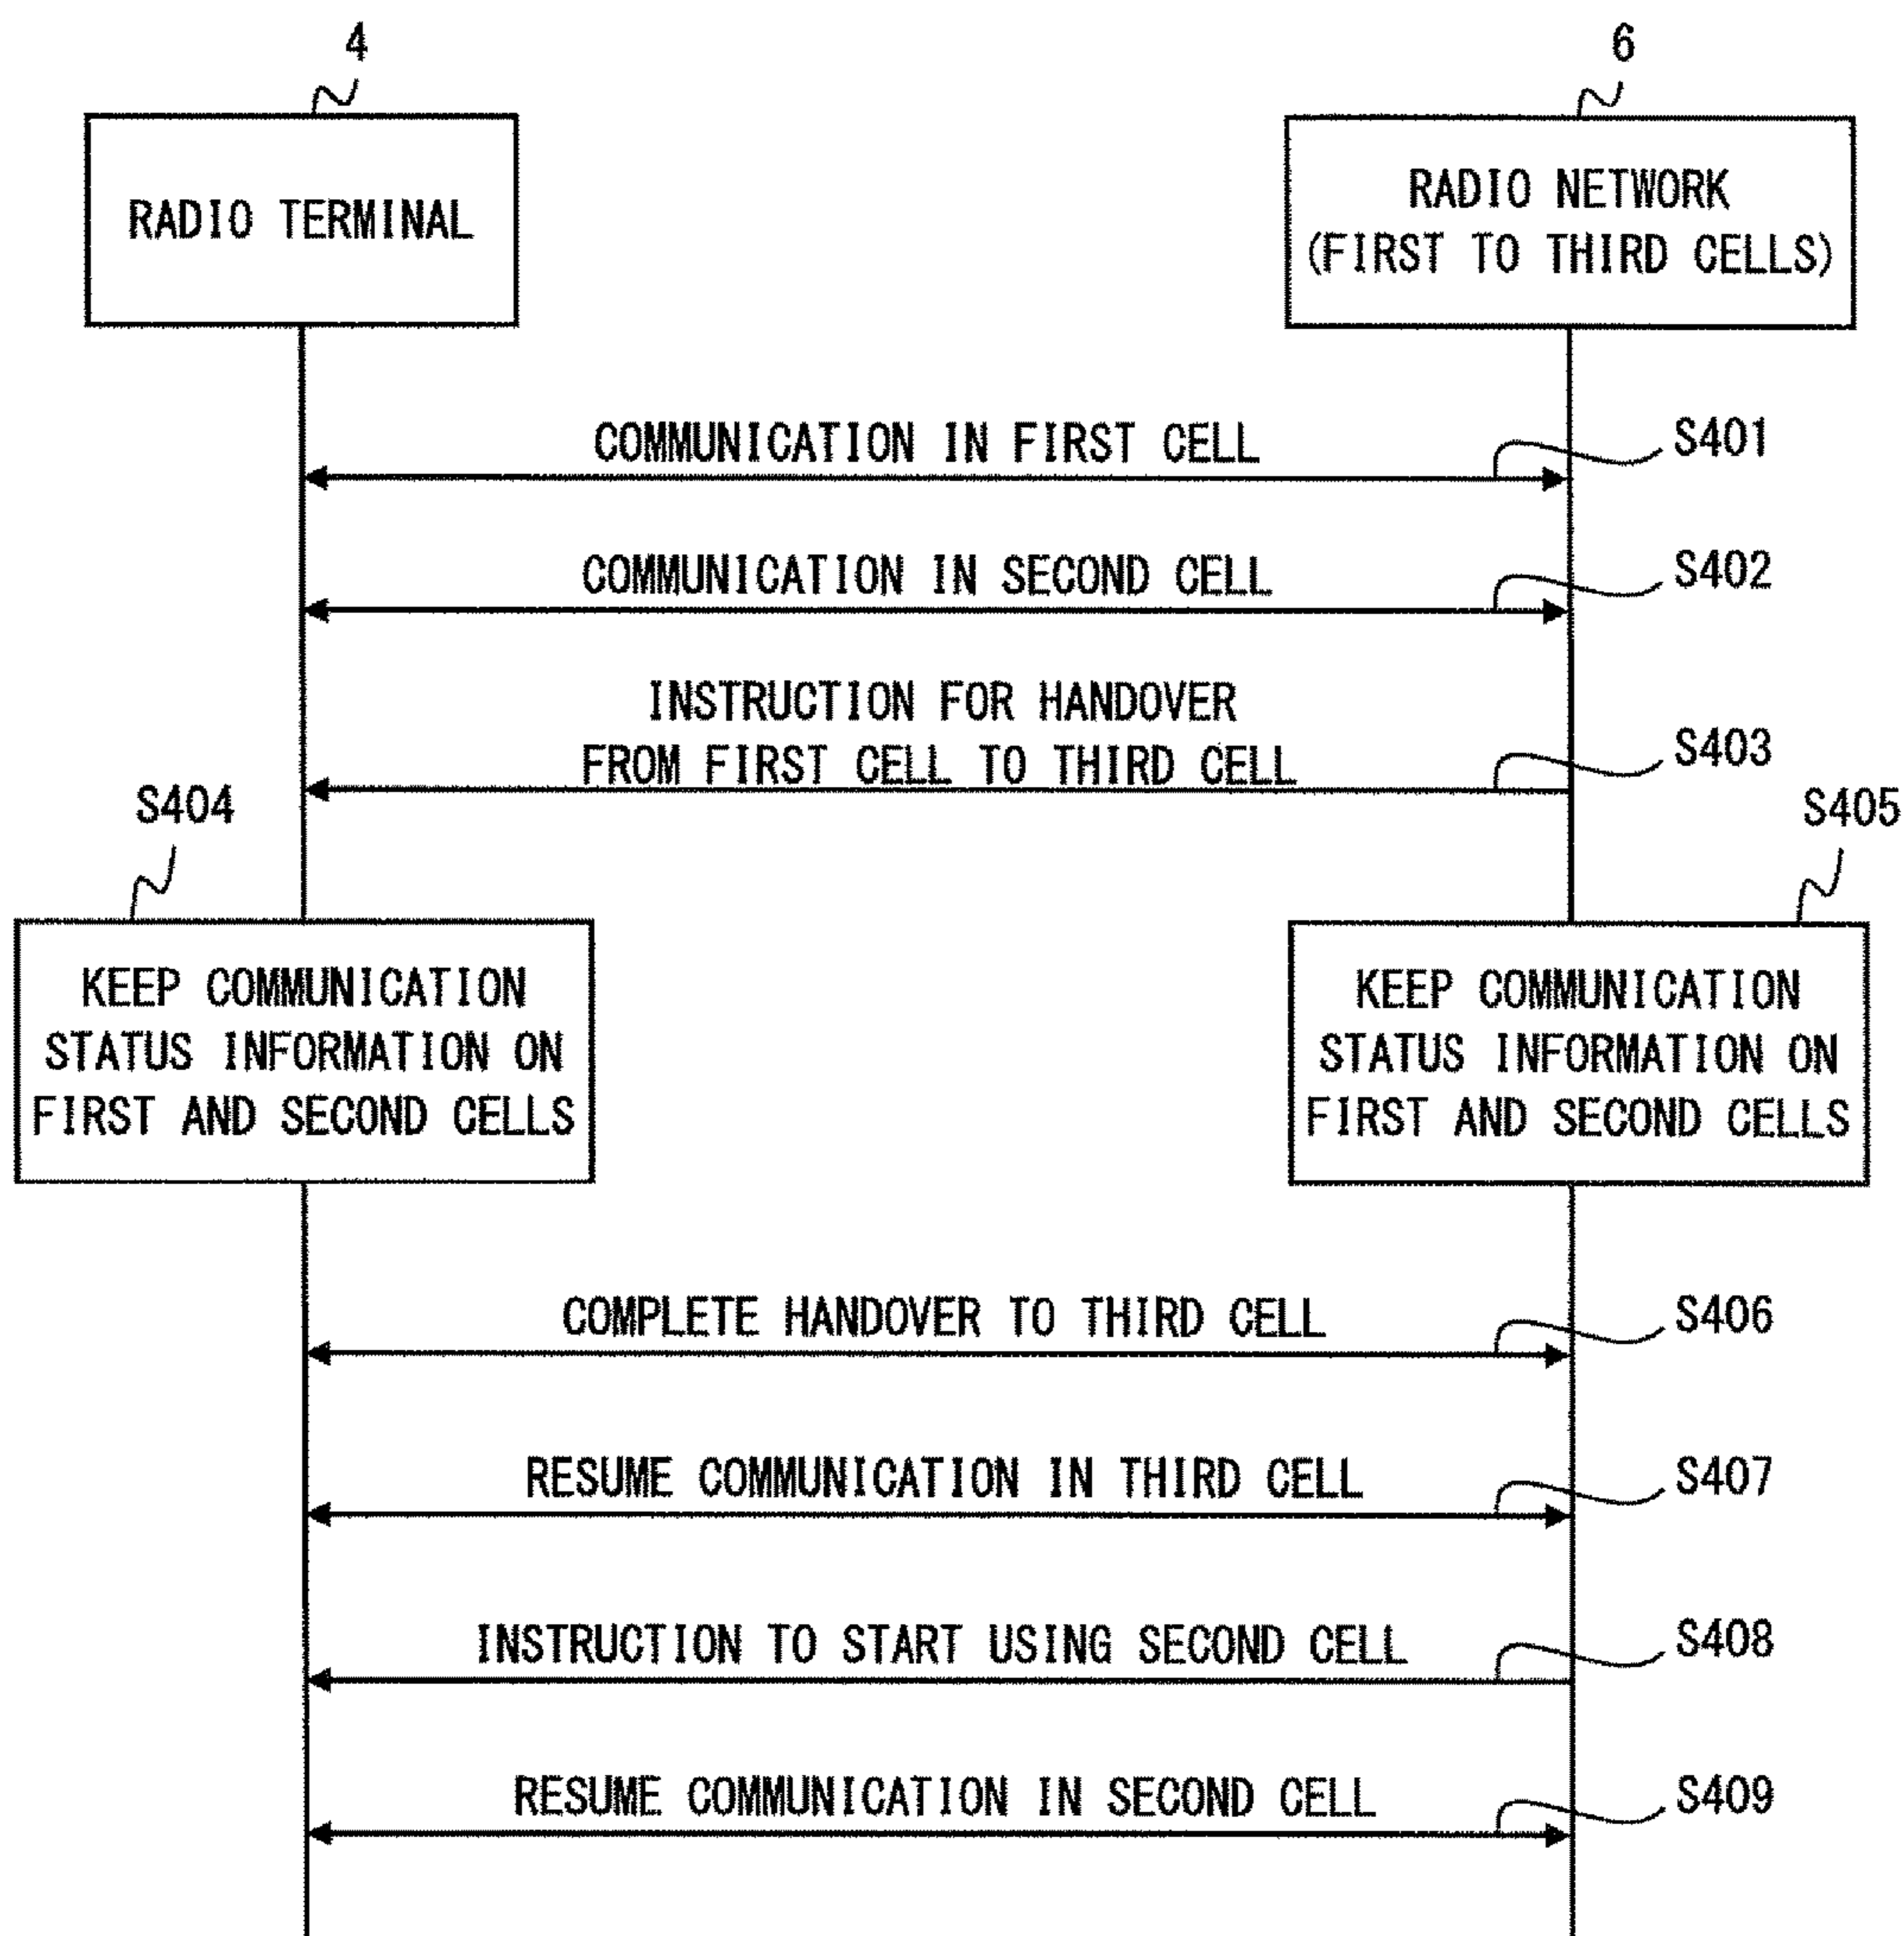 4
6
RADIO TERMINAL
RADIO NETWORK
(FIRST TO THIRD CELLS)
COMMUNICATION IN FIRST CELL
S401
COMMUNICATION IN SECOND CELL
S402
INSTRUCTION FOR HANDOVER
FROM FIRST CELL TO THIRD CELL
S403
S404
S405
KEEP COMMUNICATION
STATUS INFORMATION ON
FIRST AND SECOND CELLS
KEEP COMMUNICATION
STATUS INFORMATION ON
FIRST AND SECOND CELLS
COMPLETE HANDOVER TO THIRD CELL
S406
RESUME COMMUNICATION IN THIRD CELL
S407
INSTRUCTION TO START USING SECOND CELL
S408
RESUME COMMUNICATION IN SECOND CELL
S409